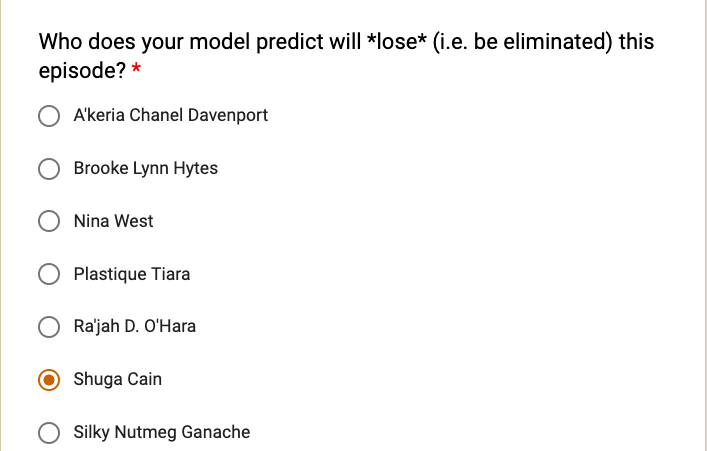 Who does your model predict will *lose* (i.e. be eliminated) this
episode? *
A'keria Chanel Davenport
Brooke Lynn Hytes
Nina West
Plastique Tiara
Ra'jah D. O'Hara
Shuga Cain
Silky Nutmeg Ganache